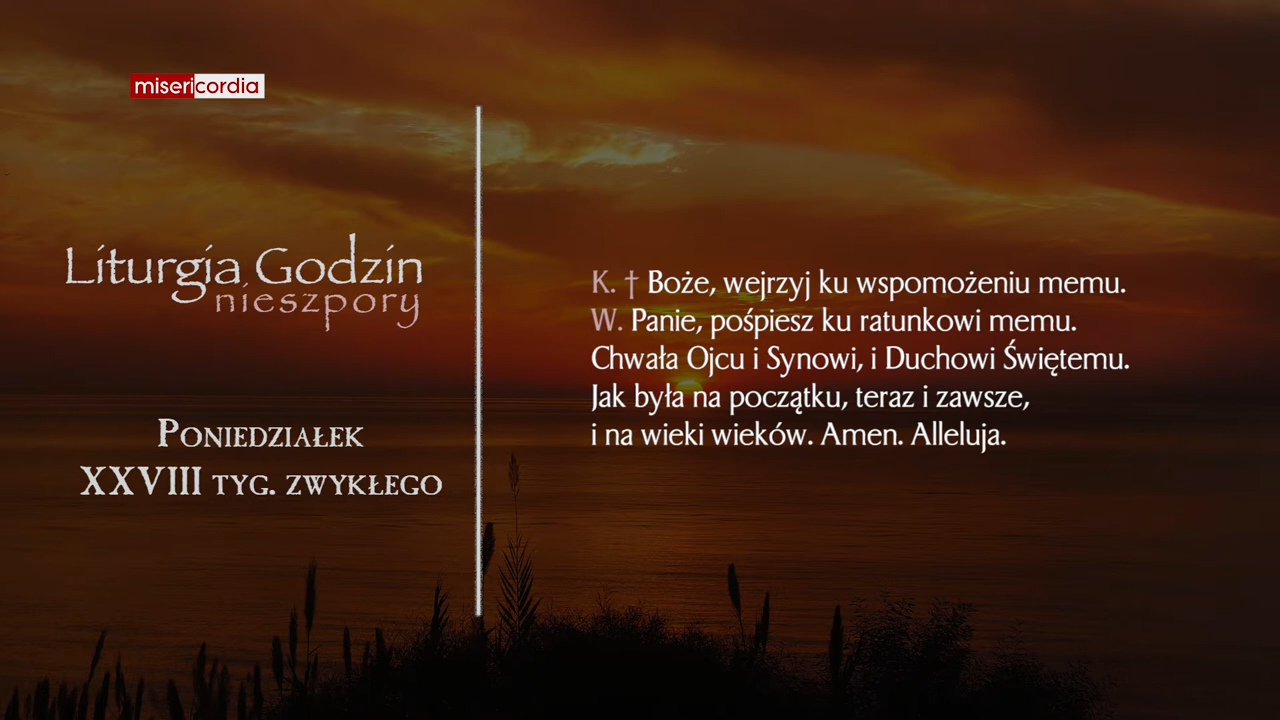 misericordia
Liturgia Godzin
nieszpory
Poniedziałek
XXVIII tyg. zwykłego
K. † Boże, wejrzyj ku wspomożeniu memu.
W. Panie, pośpiesz ku ratunkowi memu.
Chwała Ojcu i Synowi, i Duchowi Świętemu.
Jak była na początku, teraz i zawsze,
i na wieki wieków. Amen. Alleluja.